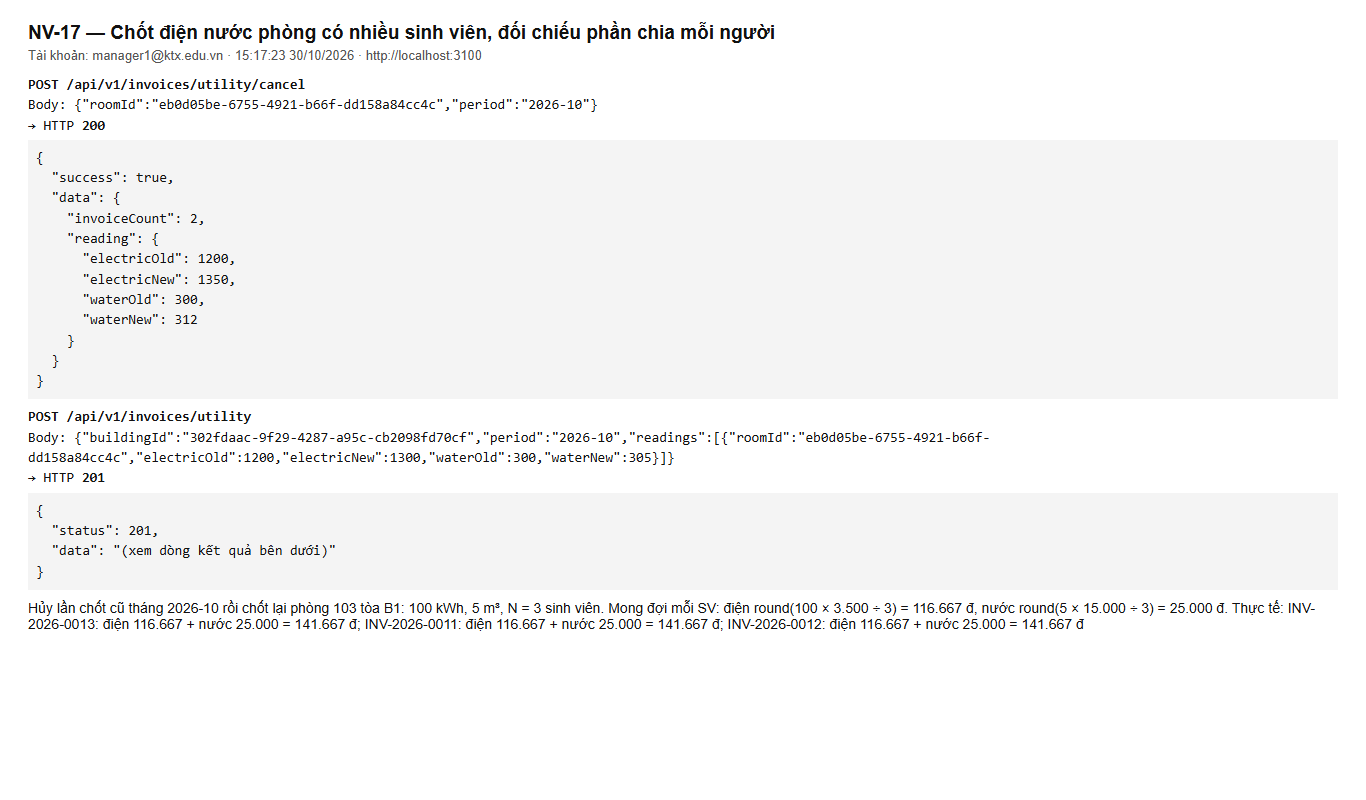 NV-17 — Chốt điện nước phòng có nhiều sinh viên, đối chiếu phần chia mỗi người
Tài khoản: manager1@ktx.edu.vn · 15:17:23 30/10/2026 · http://localhost:3100
POST /api/v1/invoices/utility/cancel
Body: {"roomId":"eb0d05be-6755-4921-b66f-dd158a84cc4c","period":"2026-10"}
→ HTTP 200
{
  "success": true,
  "data": {
    "invoiceCount": 2,
    "reading": {
      "electricOld": 1200,
      "electricNew": 1350,
      "waterOld": 300,
      "waterNew": 312
    }
  }
}
POST /api/v1/invoices/utility
Body: {"buildingId":"302fdaac-9f29-4287-a95c-cb2098fd70cf","period":"2026-10","readings":[{"roomId":"eb0d05be-6755-4921-b66f-
dd158a84cc4c","electricOld":1200,"electricNew":1300,"waterOld":300,"waterNew":305}]}
→ HTTP 201
{
  "status": 201,
  "data": "(xem dòng kết quả bên dưới)"
}
Hủy lần chốt cũ tháng 2026-10 rồi chốt lại phòng 103 tòa B1: 100 kWh, 5 m³, N = 3 sinh viên. Mong đợi mỗi SV: điện round(100 × 3.500 ÷ 3) = 116.667 đ, nước round(5 × 15.000 ÷ 3) = 25.000 đ. Thực tế: INV-
2026-0013: điện 116.667 + nước 25.000 = 141.667 đ; INV-2026-0011: điện 116.667 + nước 25.000 = 141.667 đ; INV-2026-0012: điện 116.667 + nước 25.000 = 141.667 đ